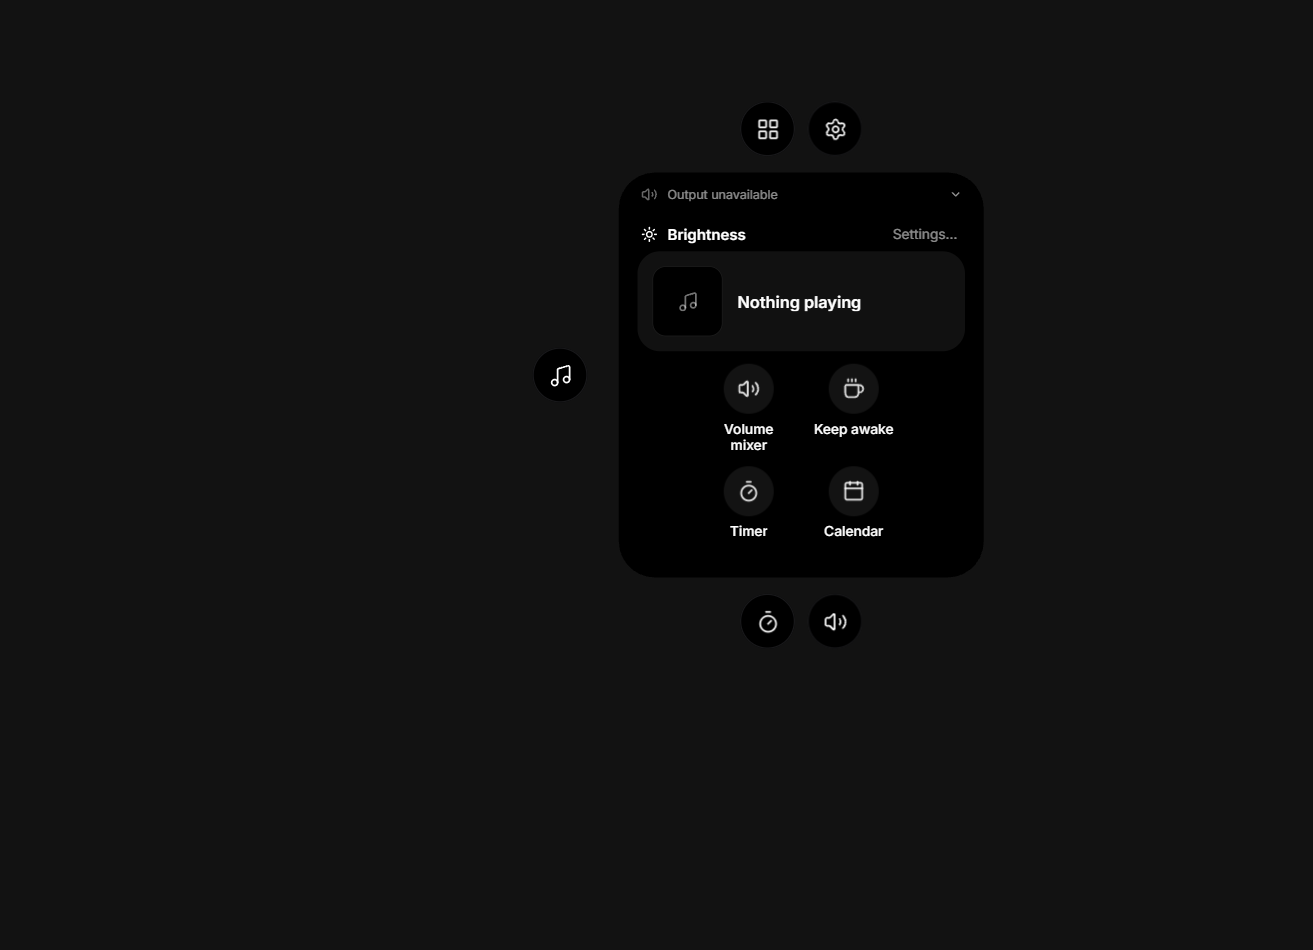 Output unavailable
Brightness
Settings...
Nothing playing
Volume
mixer
Keep awake
Timer
Calendar